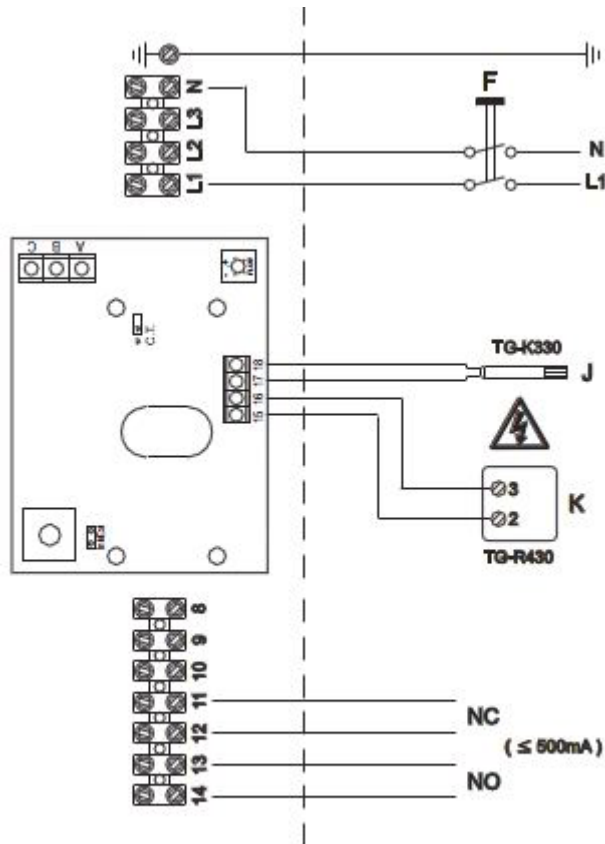 N
L3
L2
L1
F
N
L1
C B A
+
-
C.T.
18
17
16
15
TG-K330
J
3
2
K
TG-R430
8
9
10
11
12
13
14
NC
( ≤ 500mA )
NO